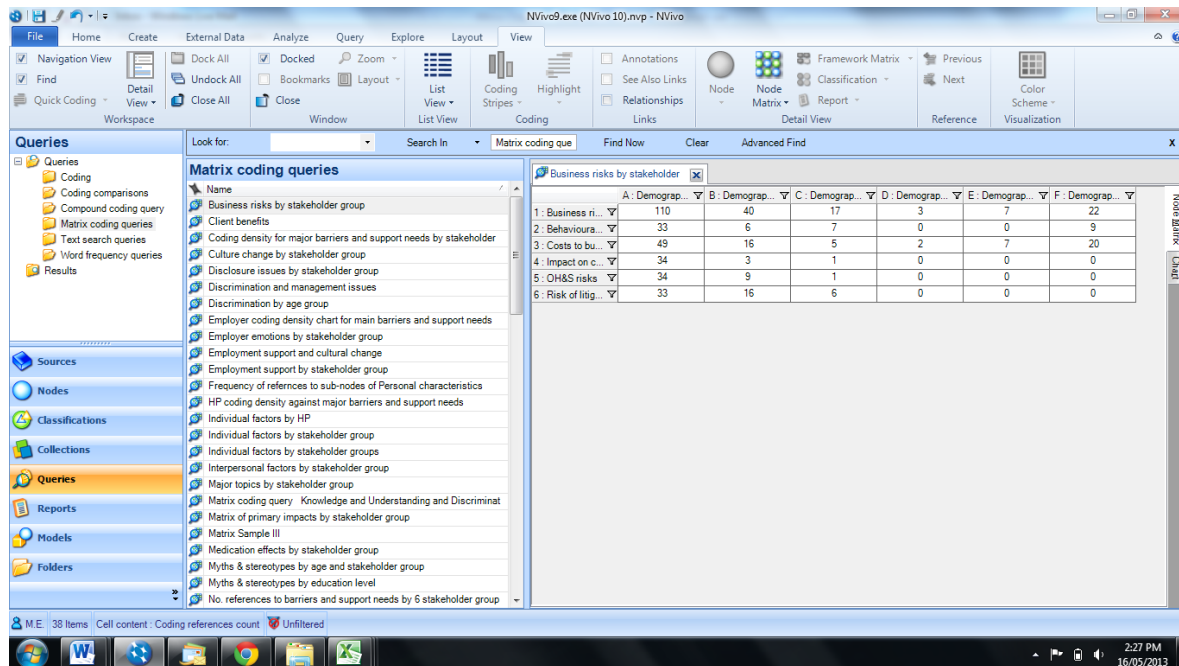 NVivo9.exe (NVivo 10).nvp - NVivo
File Home Create External Data Analyze Query Explore Layout View
Navigation View
Find
Quick Coding
Detail View
Workspace
Dock All
Undock All
Close All
Docked
Bookmarks
Close
Zoom
Layout
Window
List View
List View
Coding Stripes
Highlight
Coding
Annotations
See Also Links
Relationships
Links
Node
Node Matrix
Framework Matrix
Classification
Report
Detail View
Previous
Next
Reference
Color Scheme
Visualization
Queries
Look for: Search In Matrix coding que Find Now Clear Advanced Find x
Queries
Coding
Coding comparisons
Compound coding query
Matrix coding queries
Text search queries
Word frequency queries
Results
Sources
Nodes
Classifications
Collections
Queries
Reports
Models
Folders
Matrix coding queries
Name
Business risks by stakeholder group
Client benefits
Coding density for major barriers and support needs by stakeholder
Culture change by stakeholder group
Disclosure issues by stakeholder group
Discrimination and management issues
Discrimination by age group
Employer coding density chart for main barriers and support needs
Employer emotions by stakeholder group
Employment support and cultural change
Employment support by stakeholder group
Frequency of refernces to sub-nodes of Personal characteristics
HP coding density against major barriers and support needs
Individual factors by HP
Individual factors by stakeholder group
Individual factors by stakeholder groups
Interpersonal factors by stakeholder group
Major topics by stakeholder group
Matrix coding query Knowledge and Understanding and Discriminat
Matrix of primary impacts by stakeholder group
Matrix Sample III
Medication effects by stakeholder group
Myths & stereotypes by age and stakeholder group
Myths & stereotypes by education level
No. references to barriers and support needs by 6 stakeholder group
Business risks by stakeholder
A : Demograp... B : Demograp... C : Demograp... D : Demograp... E : Demograp... F : Demograp...
1 : Business ri... 110 40 17 3 7 22
2 : Behavioura... 33 6 7 0 0 9
3 : Costs to bu... 49 16 5 2 7 20
4 : Impact on c... 34 3 1 0 0 0
5 : OH&S risks 34 9 1 0 0 0
6 : Risk of litig... 33 16 6 0 0 0
Node Matrix
Chart
M.E. 38 Items Cell content : Coding references count Unfiltered
2:27 PM
16/05/2013